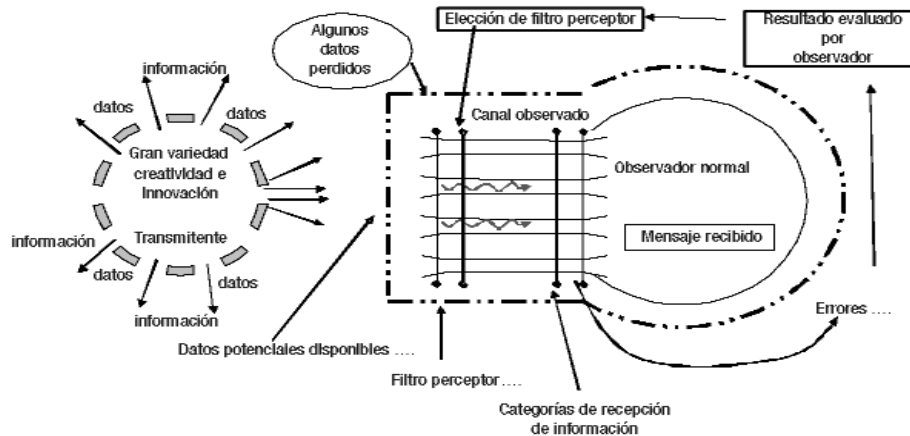 Elección de filtro perceptor
Resultado evaluado
por
observador
Algunos
datos
perdidos
información
datos
datos
Canal observado
Gran variedad
creatividad e
Innovación
Observador normal
Transmitente
Mensaje recibido
información
datos
datos
información
Errores ....
Datos potenciales disponibles ....
Filtro perceptor ....
Categorías de recepción
de información